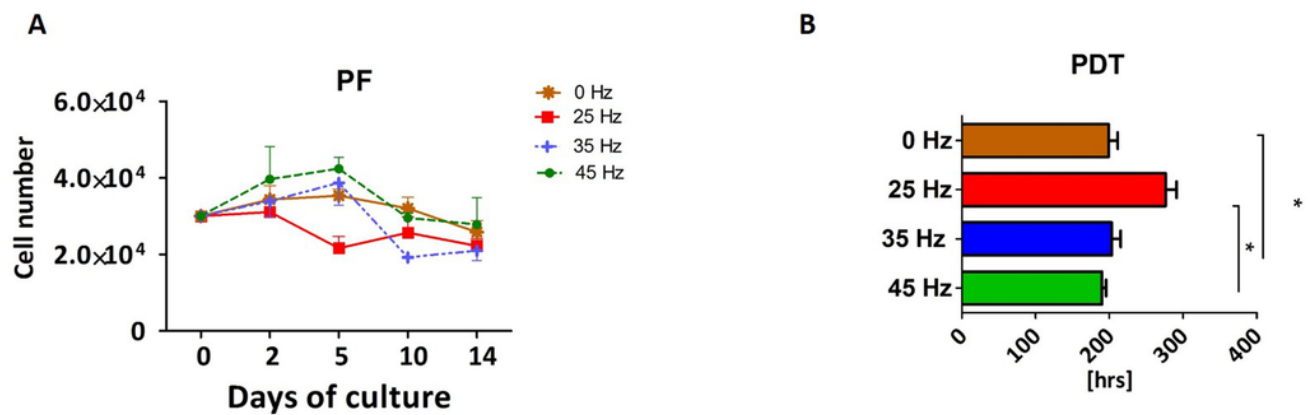 A
PF
6.0×10⁴
4.0×10⁴
2.0×10⁴
0
Cell number
0 2 5 10 14
Days of culture
0 Hz
25 Hz
35 Hz
45 Hz
B
PDT
0 Hz
25 Hz
35 Hz
45 Hz
*
*
0 100 200 300 400
[hrs]